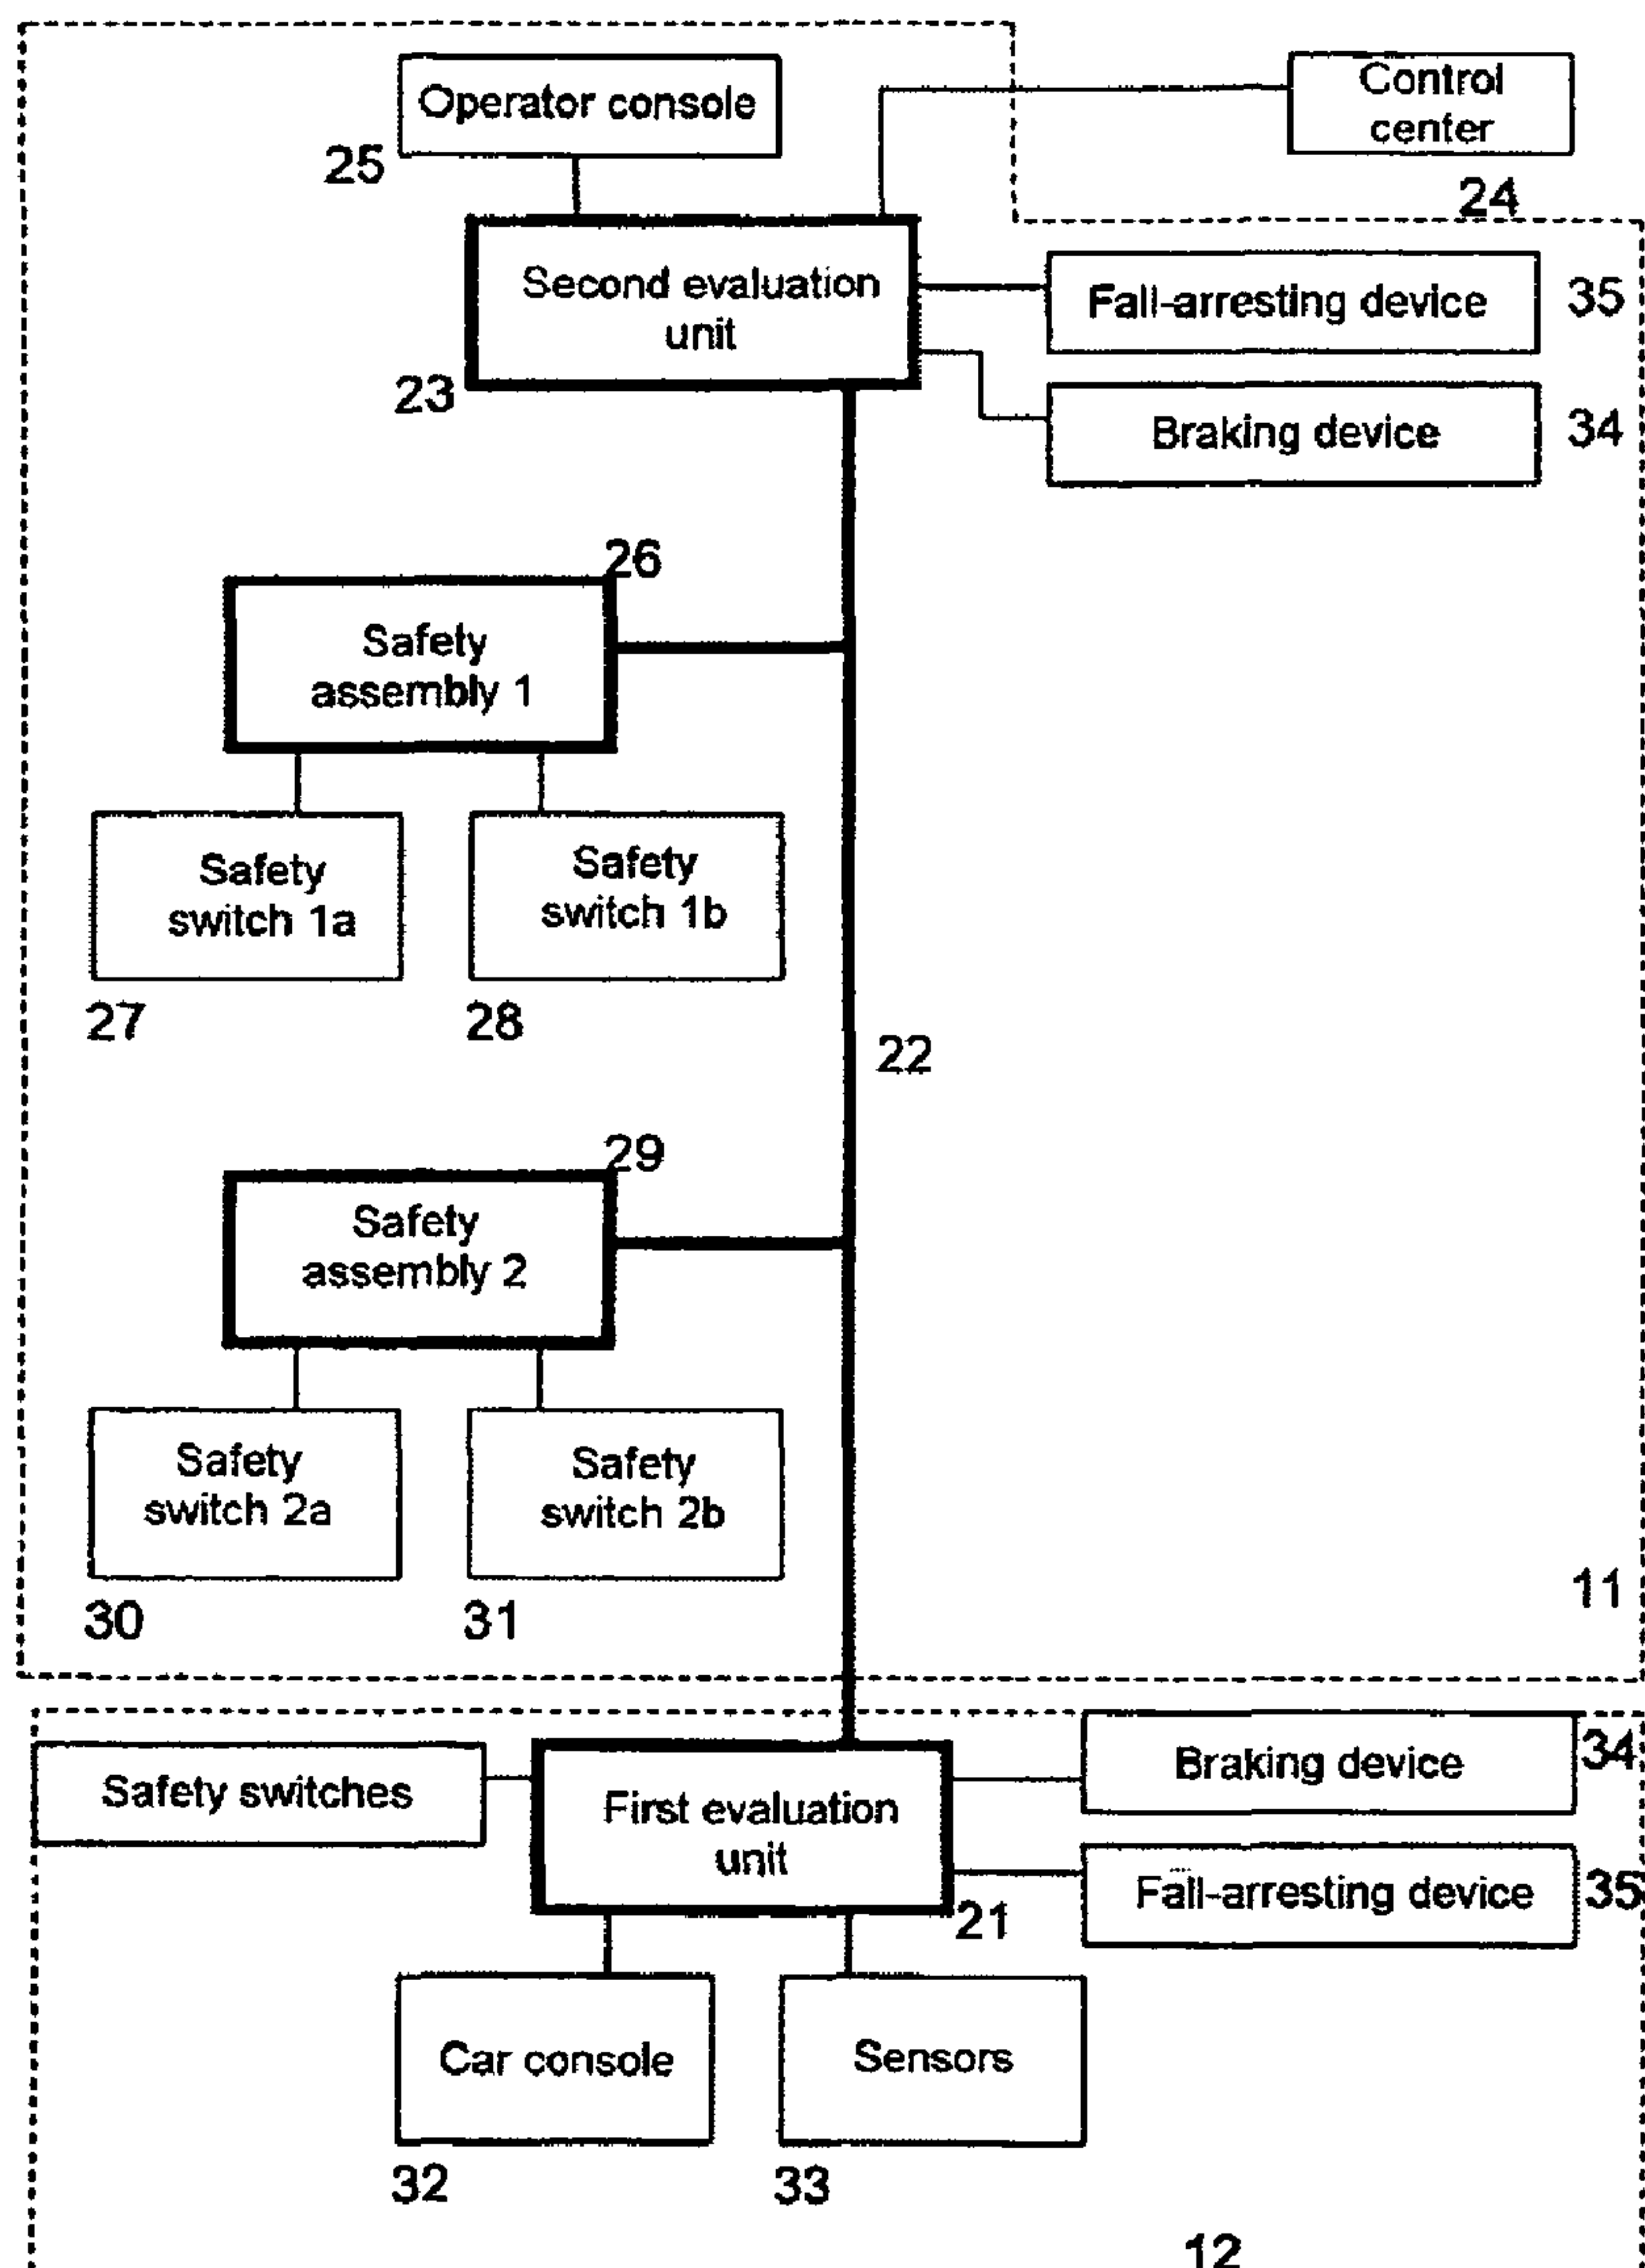 Operator console
25
Control
center
24
Second evaluation
unit
23
Fall-arresting device
35
Braking device
34
26
Safety
assembly 1
Safety
switch 1a
27
Safety
switch 1b
28
22
29
Safety
assembly 2
Safety
switch 2a
30
Safety
switch 2b
31
11
Safety switches
First evaluation
unit
21
Braking device
34
Fall-arresting device
35
Car console
32
Sensors
33
12